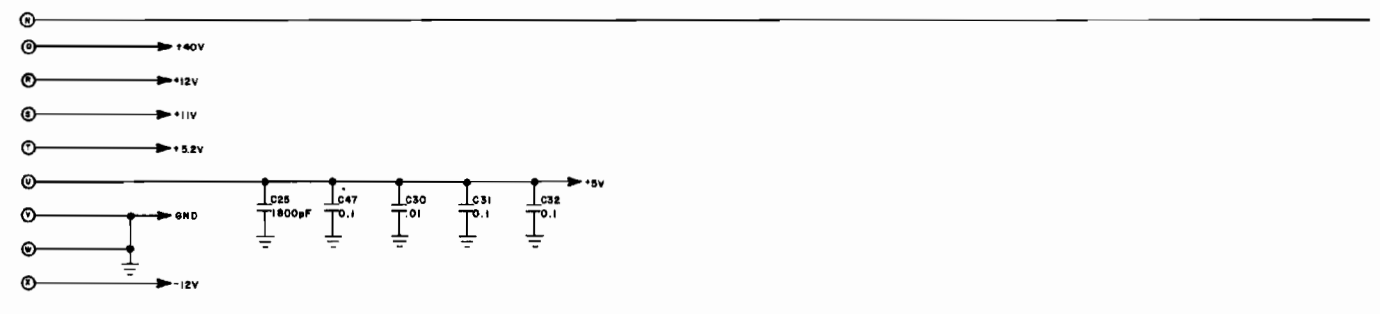 N
Q +40V
R +12V
S +11V
T +5.2V
U +5V
C25 C47 C30 C31 C32
1800pF 0.1 .01 0.1 0.1
V GND
W
X -12V